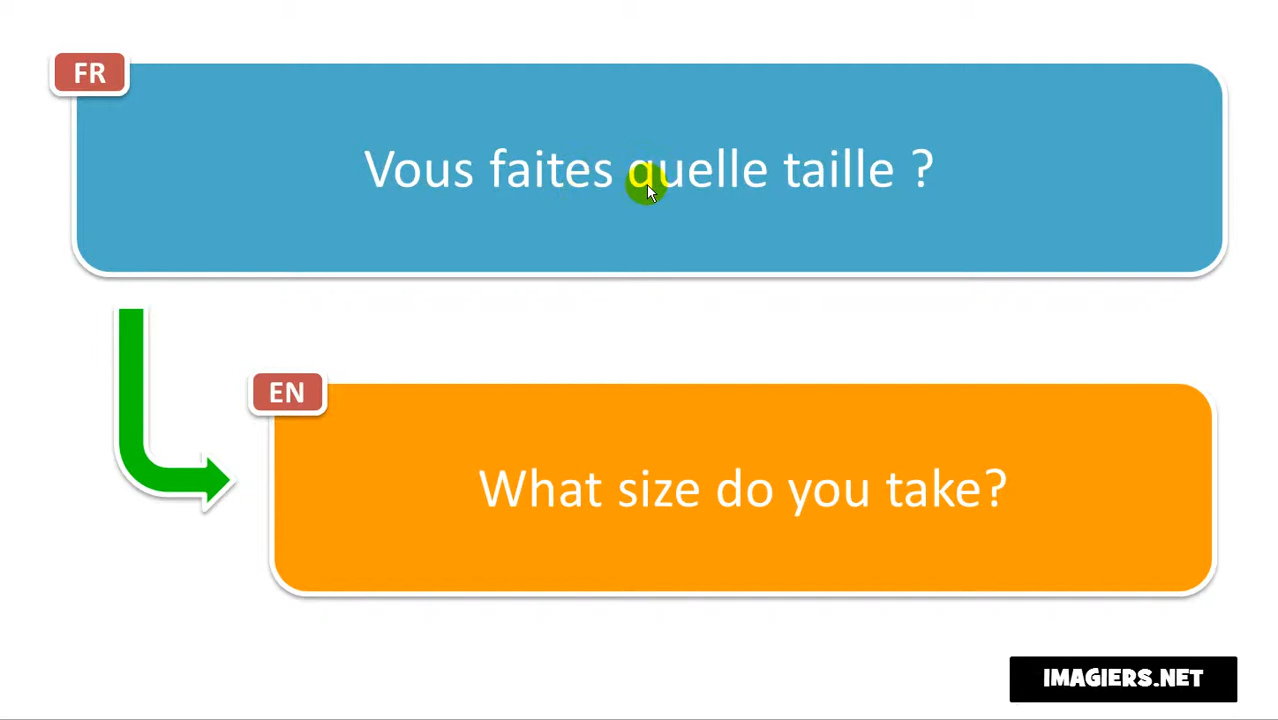 FR
Vous faites quelle taille ?
EN
What size do you take?
IMAGIERS.NET